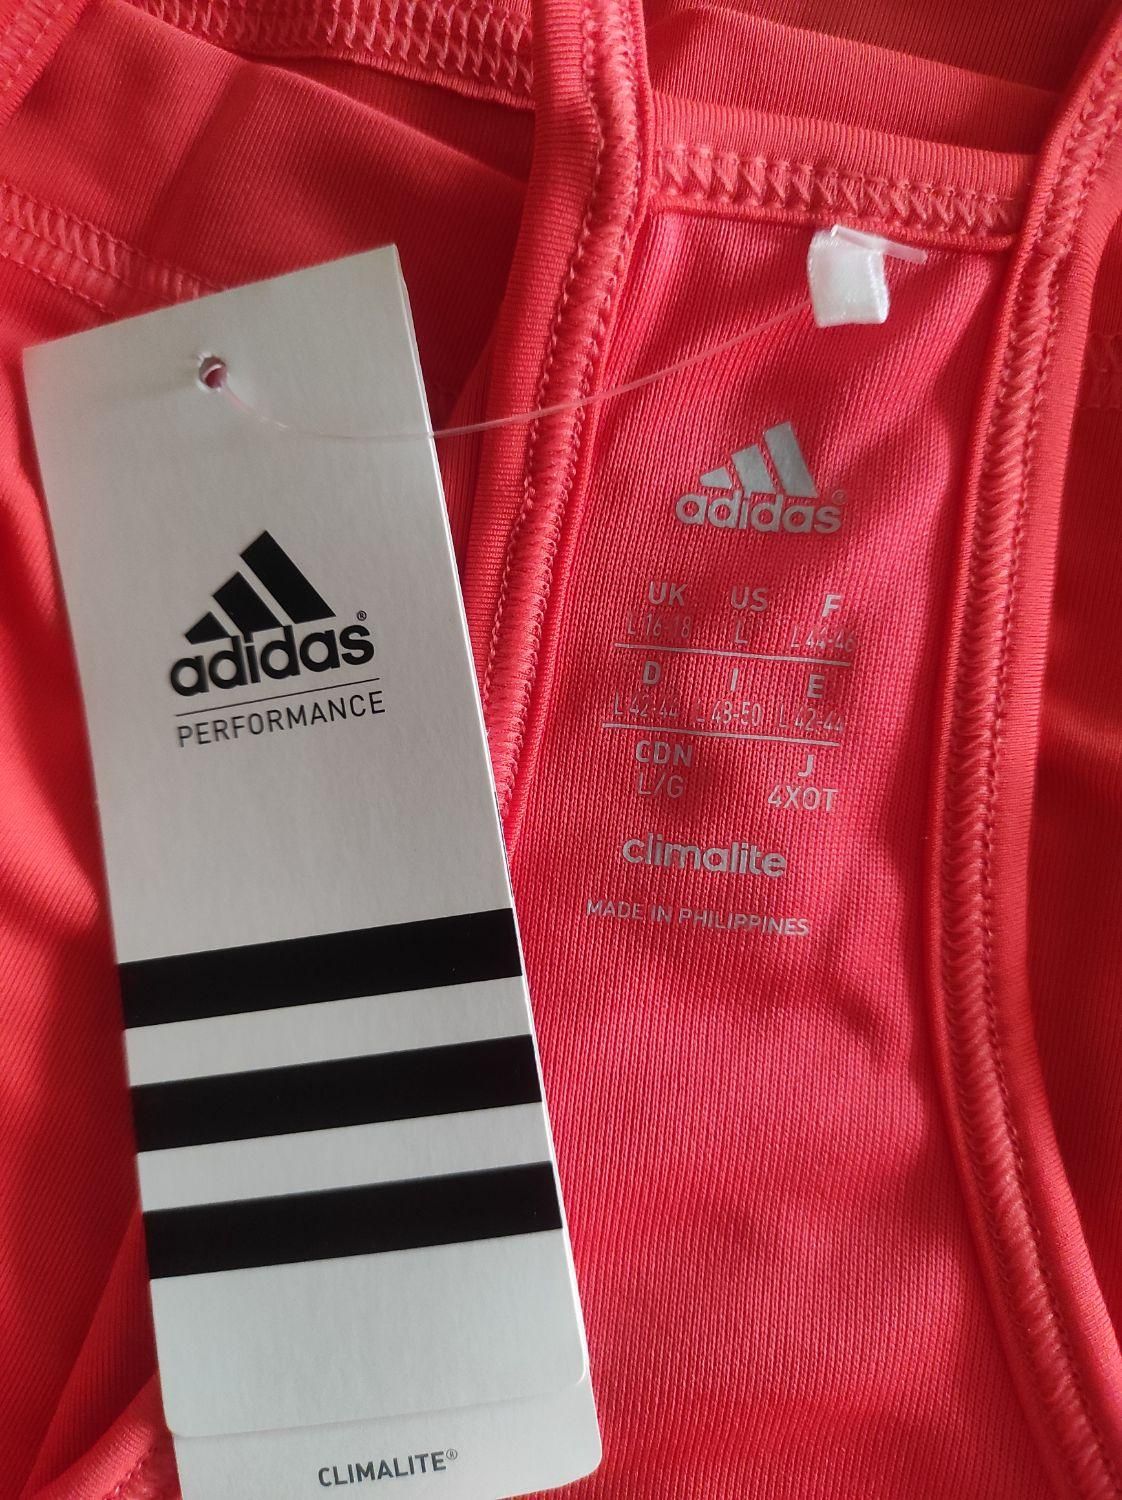 adidas®
PERFORMANCE
CLIMALITE®
adidas®
UK US F
L 16-18 L L 44-46
D I E
L 42-44 L 48-50 L 42-44
CDN J
L/G 4XOT
climalite
MADE IN PHILIPPINES